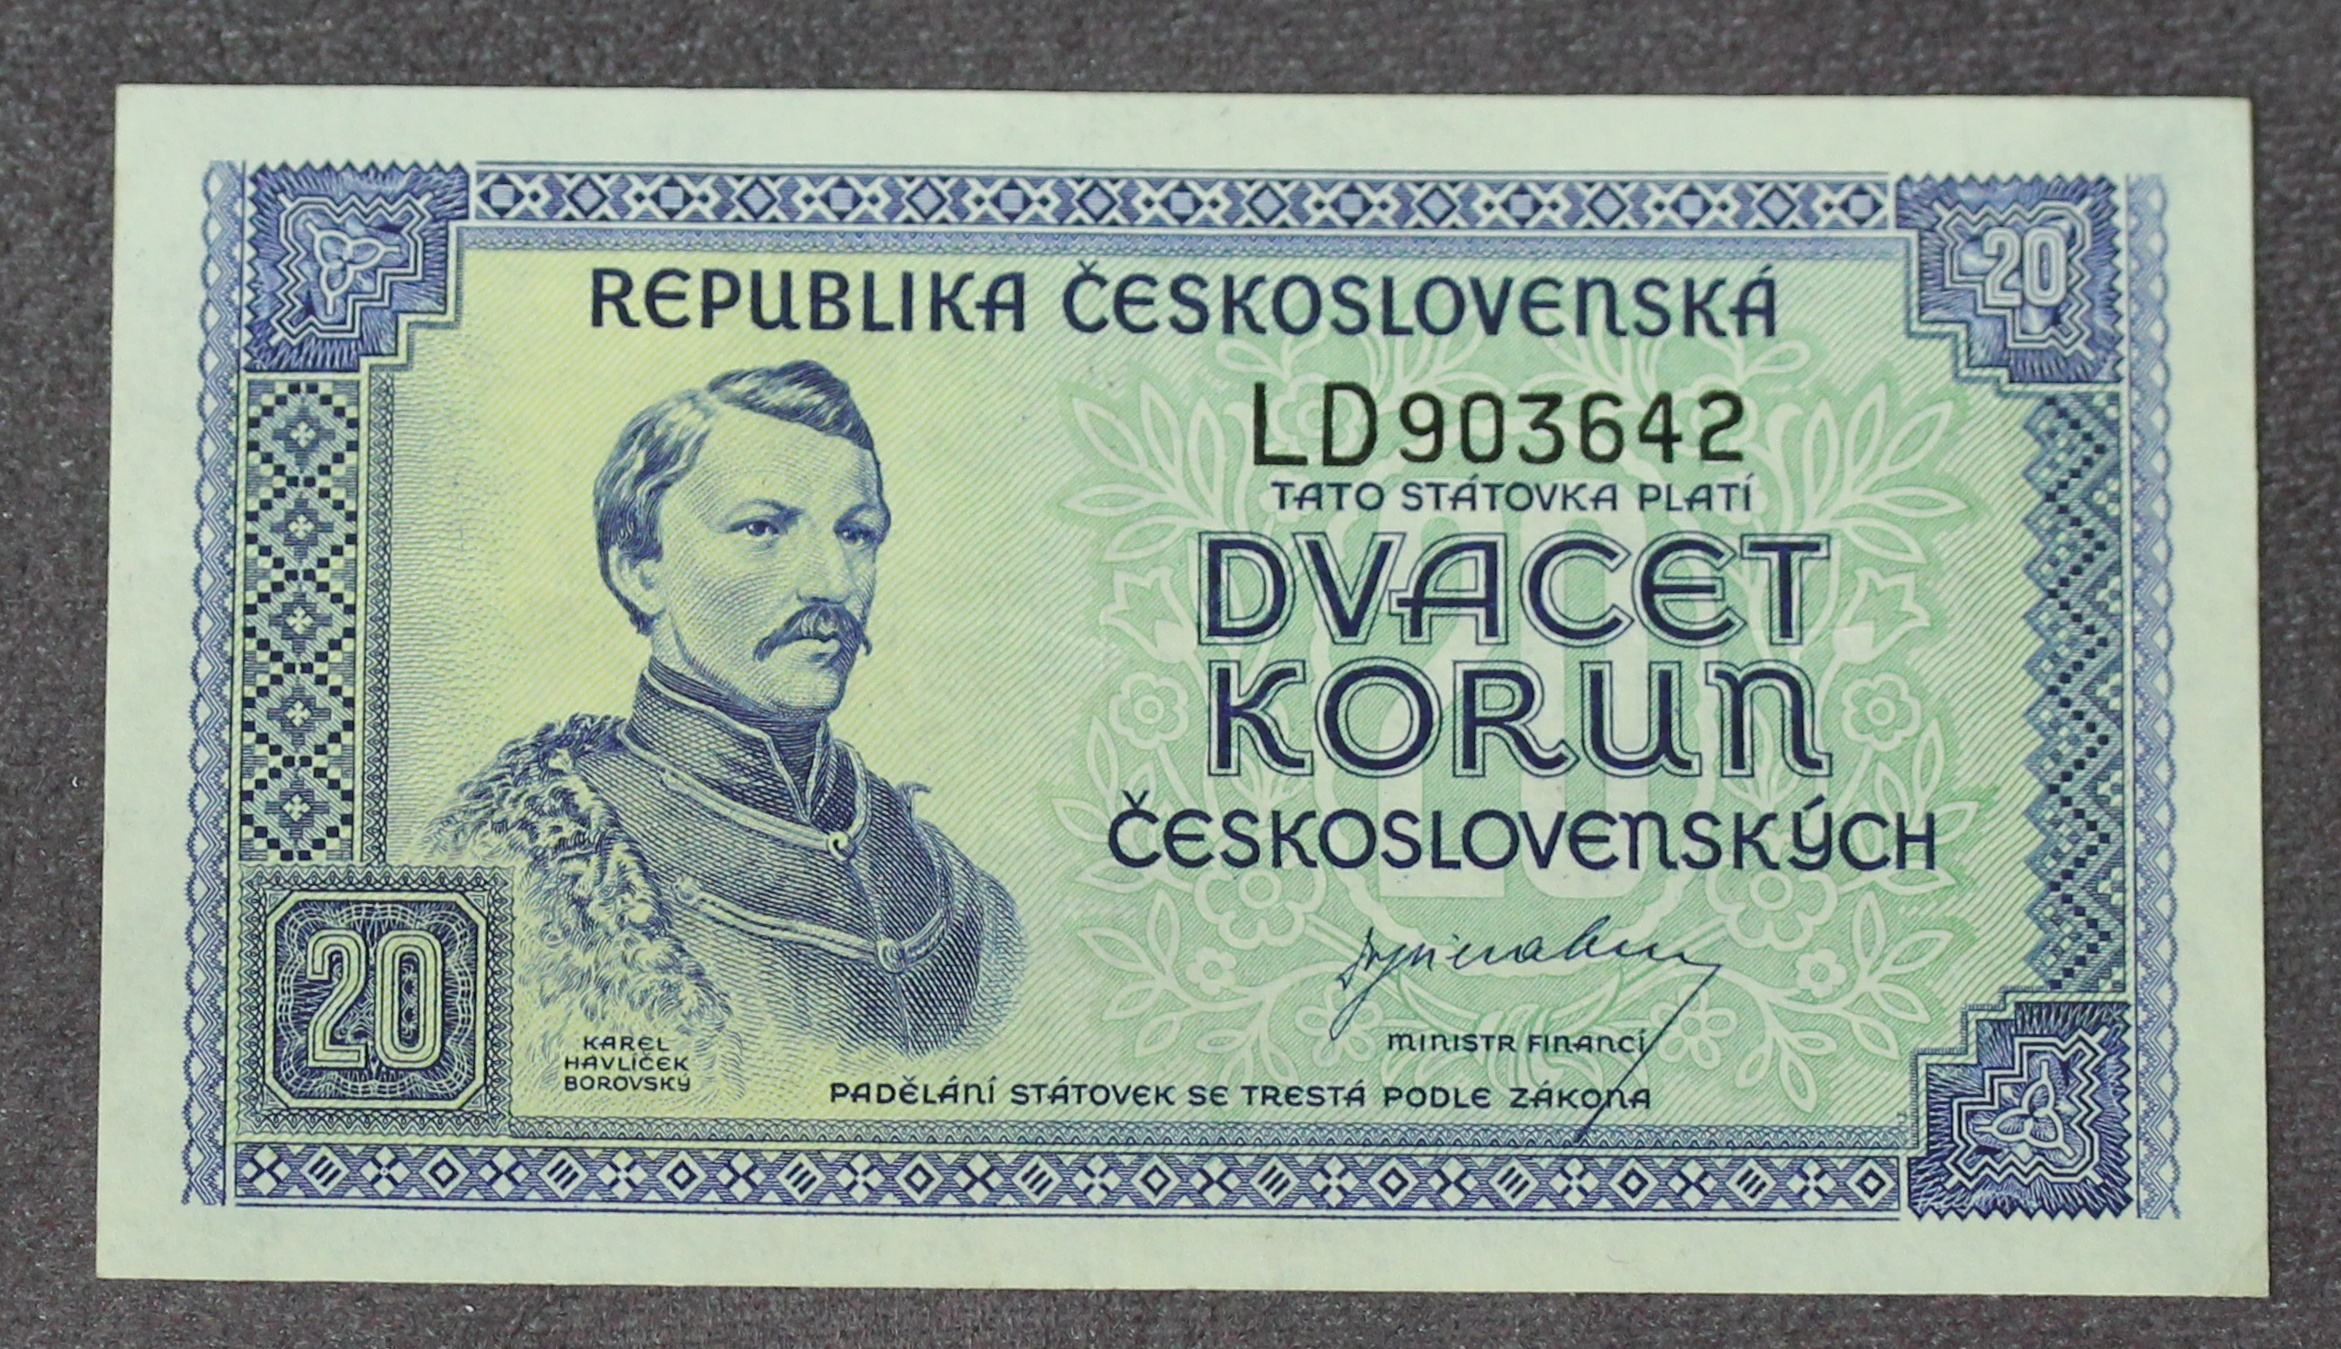 20
REPUBLIKA ČESKOSLOVENSKÁ
LD903642
TATO STÁTOVKA PLATÍ
DVACET
KORUN
ČESKOSLOVENSKÝCH
MINISTR FINANCÍ
20
KAREL
HAVLÍČEK
BOROVSKÝ
PADĚLÁNÍ STÁTOVEK SE TRESTÁ PODLE ZÁKONA
20